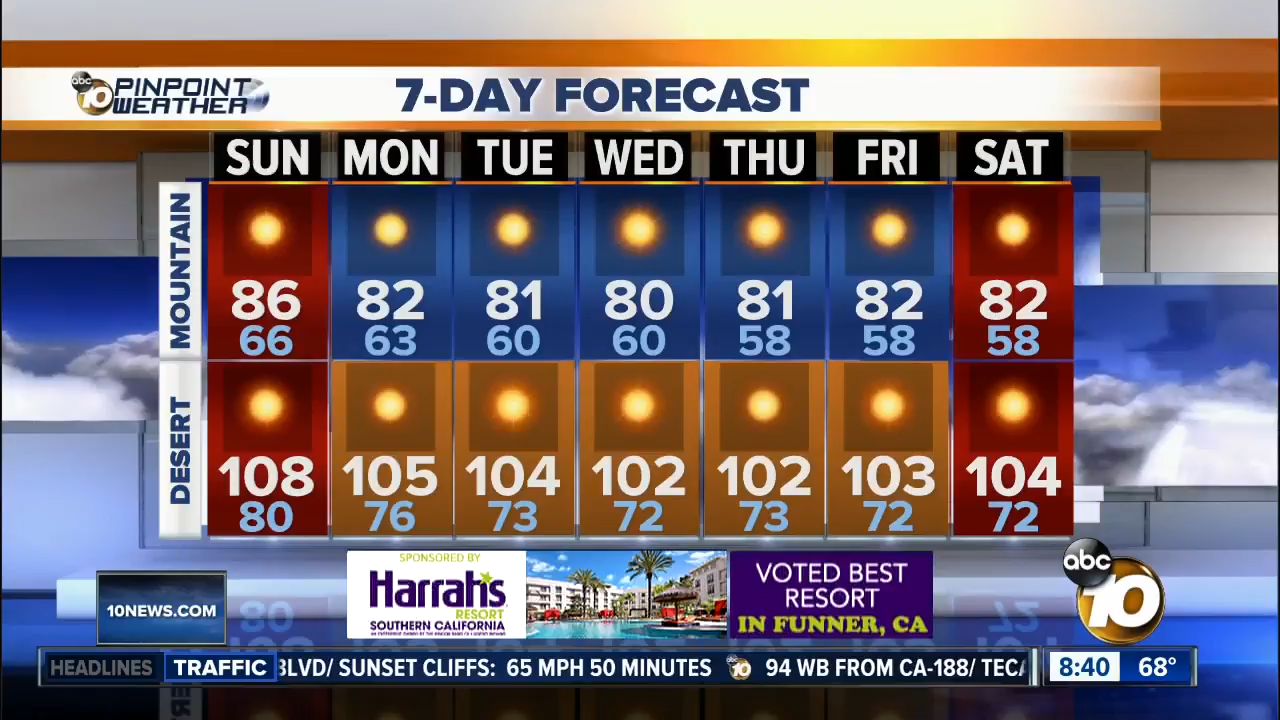 abc 10 PINPOINT WEATHER
7-DAY FORECAST
SUN MON TUE WED THU FRI SAT
MOUNTAIN
86 82 81 80 81 82 82
66 63 60 60 58 58 58
DESERT
108 105 104 102 102 103 104
80 76 73 72 73 72 72
SPONSORED BY
Harrah's
RESORT
SOUTHERN CALIFORNIA
VOTED BEST
RESORT
IN FUNNER, CA
10NEWS.COM
abc 10
HEADLINES TRAFFIC BLVD/ SUNSET CLIFFS: 65 MPH 50 MINUTES 10 94 WB FROM CA-188/ TECA
8:40 68°